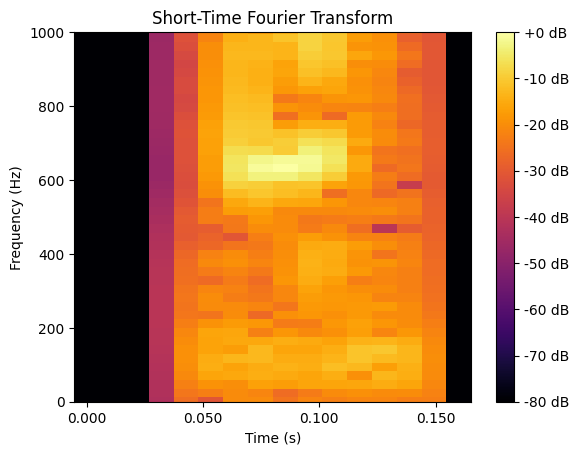 Short-Time Fourier Transform
1000
800
600
400
200
0
Frequency (Hz)
0.000
0.050
0.100
0.150
Time (s)
+0 dB
-10 dB
-20 dB
-30 dB
-40 dB
-50 dB
-60 dB
-70 dB
-80 dB